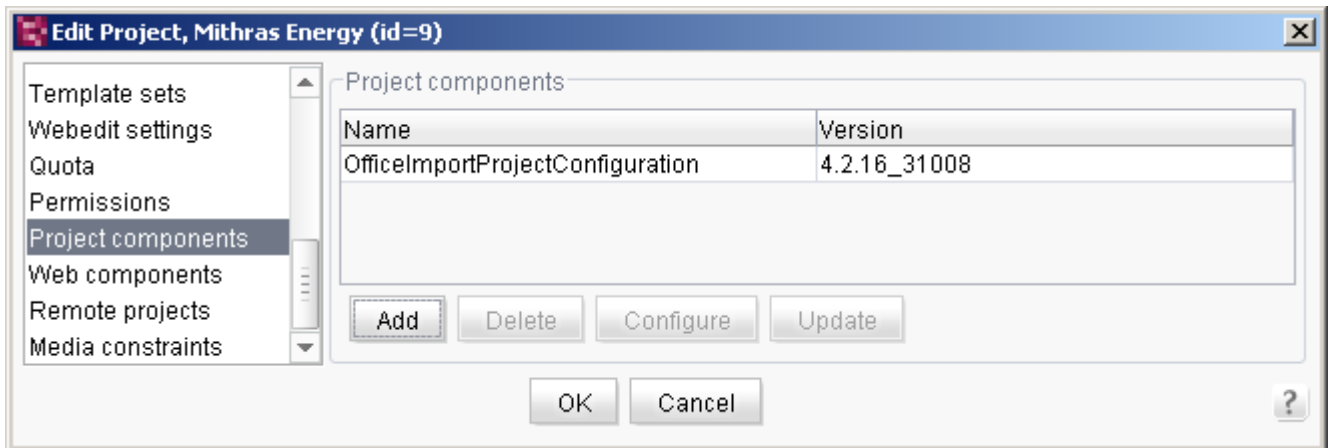 Edit Project, Mithras Energy (id=9)
Template sets
Webedit settings
Quota
Permissions
Project components
Web components
Remote projects
Media constraints
Project components
Name Version
OfficeImportProjectConfiguration 4.2.16_31008
Add Delete Configure Update
OK Cancel ?